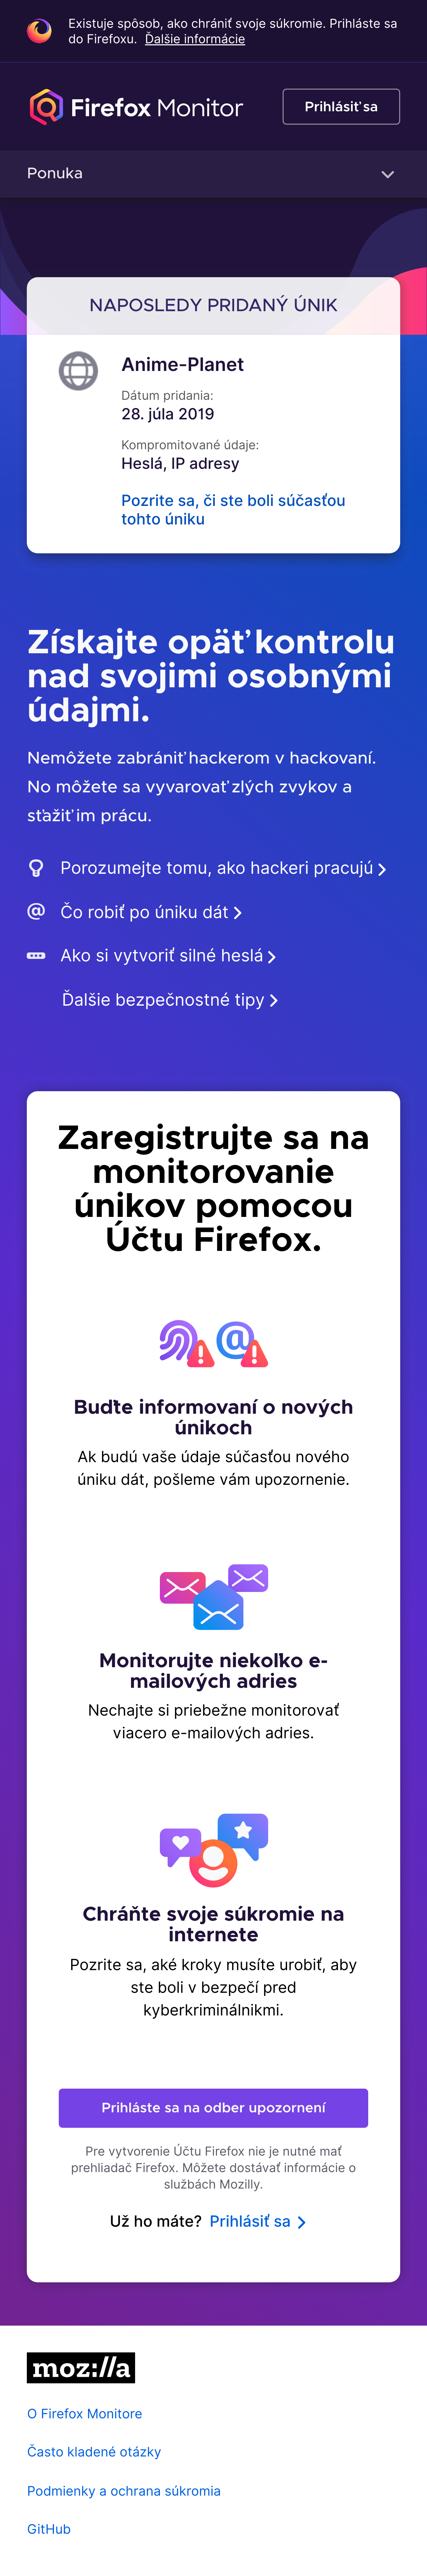 Existuje spôsob, ako chrániť svoje súkromie. Prihláste sa
do Firefoxu. Ďalšie informácie
Firefox Monitor
Prihlásiť sa
Ponuka
NAPOSLEDY PRIDANÝ ÚNIK
Anime-Planet
Dátum pridania:
28. júla 2019
Kompromitované údaje:
Heslá, IP adresy
Pozrite sa, či ste boli súčasťou
tohto úniku
Získajte opäť kontrolu
nad svojimi osobnými
údajmi.
Nemôžete zabrániť hackerom v hackovaní.
No môžete sa vyvarovať zlých zvykov a
sťažiť im prácu.
Porozumejte tomu, ako hackeri pracujú
Čo robiť po úniku dát
Ako si vytvoriť silné heslá
Ďalšie bezpečnostné tipy
Zaregistrujte sa na
monitorovanie
únikov pomocou
Účtu Firefox.
Buďte informovaní o nových
únikoch
Ak budú vaše údaje súčasťou nového
úniku dát, pošleme vám upozornenie.
Monitorujte niekoľko e-
mailových adries
Nechajte si priebežne monitorovať
viacero e-mailových adries.
Chráňte svoje súkromie na
internete
Pozrite sa, aké kroky musíte urobiť, aby
ste boli v bezpečí pred
kyberkriminálnikmi.
Prihláste sa na odber upozornení
Pre vytvorenie Účtu Firefox nie je nutné mať
prehliadač Firefox. Môžete dostávať informácie o
službách Mozilly.
Už ho máte? Prihlásiť sa
moz://a
O Firefox Monitore
Často kladené otázky
Podmienky a ochrana súkromia
GitHub